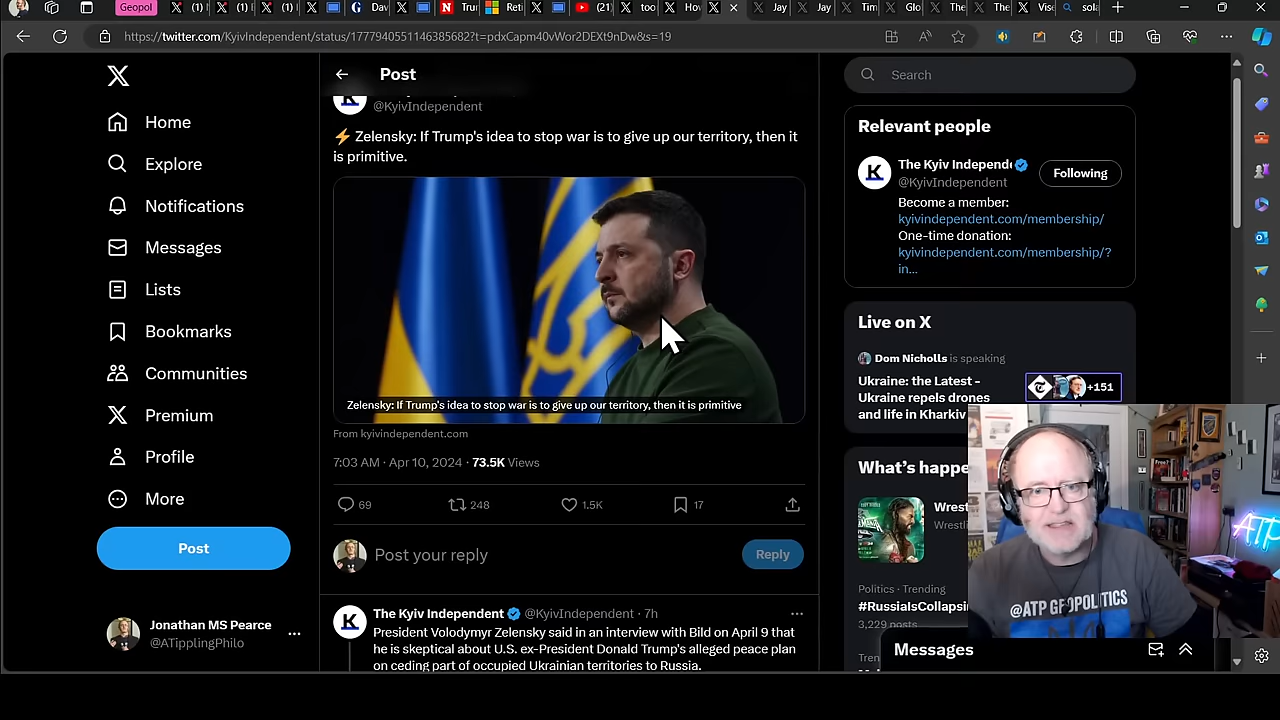 Geopol
(1)
(1)
(1)
Dav
Tru
Ret
(21)
too
Ho
Jay
Jay
Tim
Glo
The
The
Vis
sola
https://twitter.com/KyivIndependent/status/1777940551146385682?t=pdxCapm40vWor2DEXt9nDw&s=19
Post
Search
@KyivIndependent
⚡ Zelensky: If Trump's idea to stop war is to give up our territory, then it
is primitive.
Zelensky: If Trump's idea to stop war is to give up our territory, then it is primitive
From kyivindependent.com
7:03 AM · Apr 10, 2024 · 73.5K Views
69
248
1.5K
17
Post your reply
Reply
The Kyiv Independent @KyivIndependent · 7h
President Volodymyr Zelensky said in an interview with Bild on April 9 that
he is skeptical about U.S. ex-President Donald Trump's alleged peace plan
on ceding part of occupied Ukrainian territories to Russia.
Home
Explore
Notifications
Messages
Lists
Bookmarks
Communities
Premium
Profile
More
Post
Jonathan MS Pearce
@ATipplingPhilo
Relevant people
The Kyiv Independ
@KyivIndependent
Following
Become a member:
kyivindependent.com/membership/
One-time donation:
kyivindependent.com/membership/?
in...
Live on X
Dom Nicholls is speaking
Ukraine: the Latest -
Ukraine repels drones
and life in Kharkiv
+151
What's happe
Wrest
Politics · Trending
#RussiaIsCollapsi
3,229 posts
Messages
@ATP GEOPOLITICS
ATP